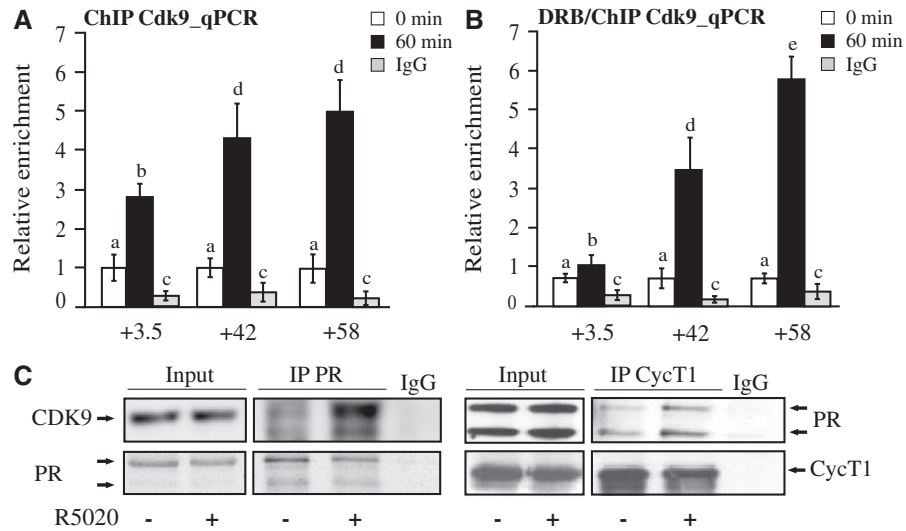 A
ChIP Cdk9_qPCR
0 min
60 min
IgG
Relative enrichment
7
6
5
4
3
2
1
0
a
b
c
a
d
c
a
d
c
+3.5
+42
+58
B
DRB/ChIP Cdk9_qPCR
0 min
60 min
IgG
Relative enrichment
7
6
5
4
3
2
1
0
a
b
c
a
d
c
a
e
c
+3.5
+42
+58
C
Input
IP PR
IgG
CDK9
PR
R5020
-
+
-
+
Input
IP CycT1
IgG
PR
CycT1
-
+
-
+